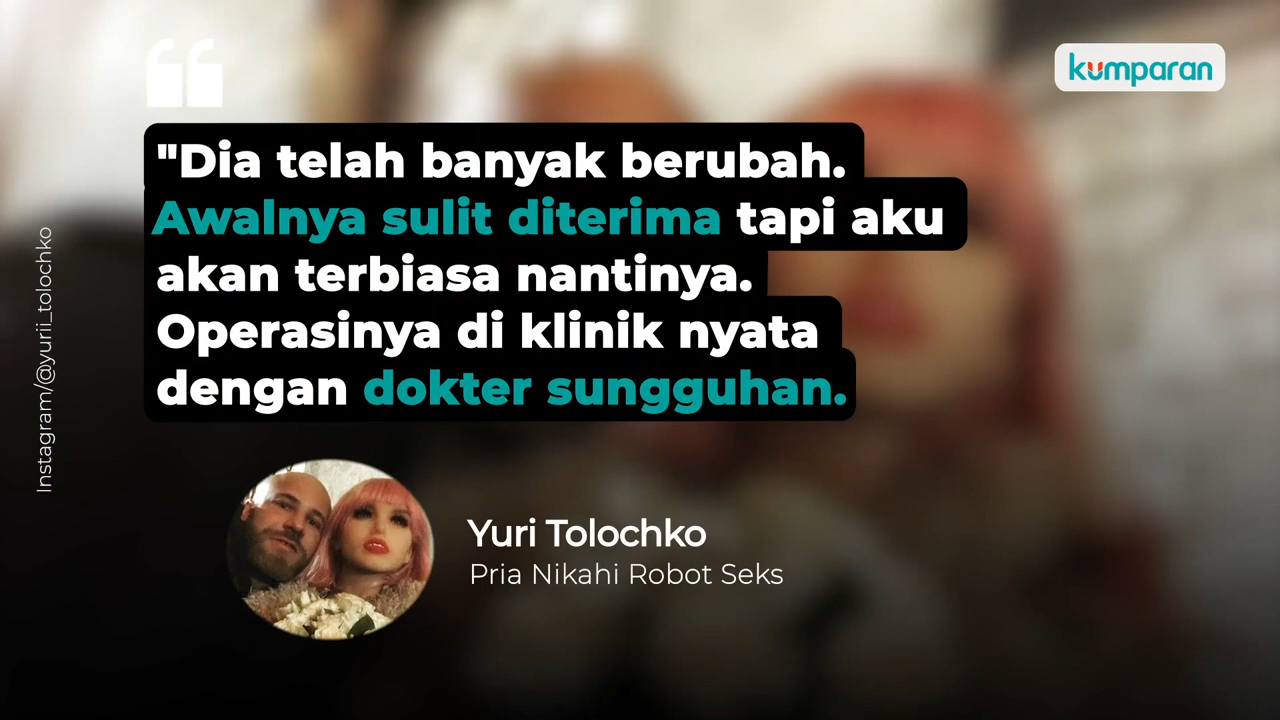 kumparan
"Dia telah banyak berubah.
Awalnya sulit diterima tapi aku
akan terbiasa nantinya.
Operasinya di klinik nyata
dengan dokter sungguhan.
Instagram/@yurii_tolochko
Yuri Tolochko
Pria Nikahi Robot Seks